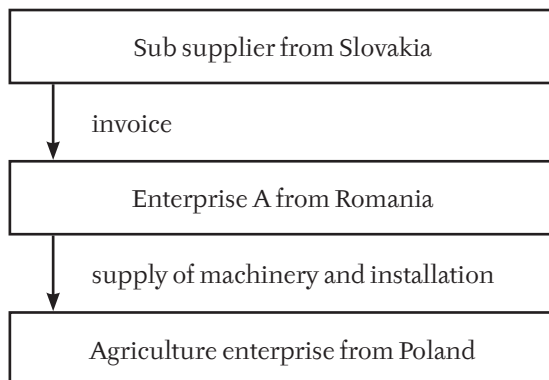 Sub supplier from Slovakia
invoice
Enterprise A from Romania
supply of machinery and installation
Agriculture enterprise from Poland